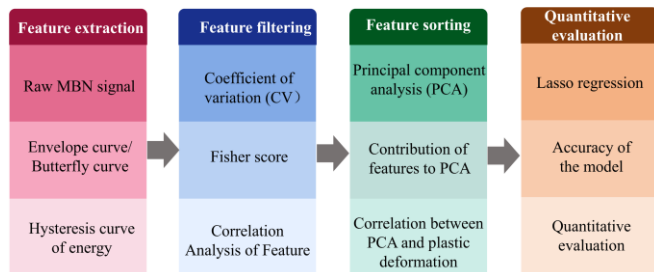 Feature extraction
Raw MBN signal
Envelope curve/
Butterfly curve
Hysteresis curve
of energy
Feature filtering
Coefficient of
variation (CV）
Fisher score
Correlation
Analysis of Feature
Feature sorting
Principal component
analysis (PCA)
Contribution of
features to PCA
Correlation between
PCA and plastic
deformation
Quantitative
evaluation
Lasso regression
Accuracy of
the model
Quantitative
evaluation